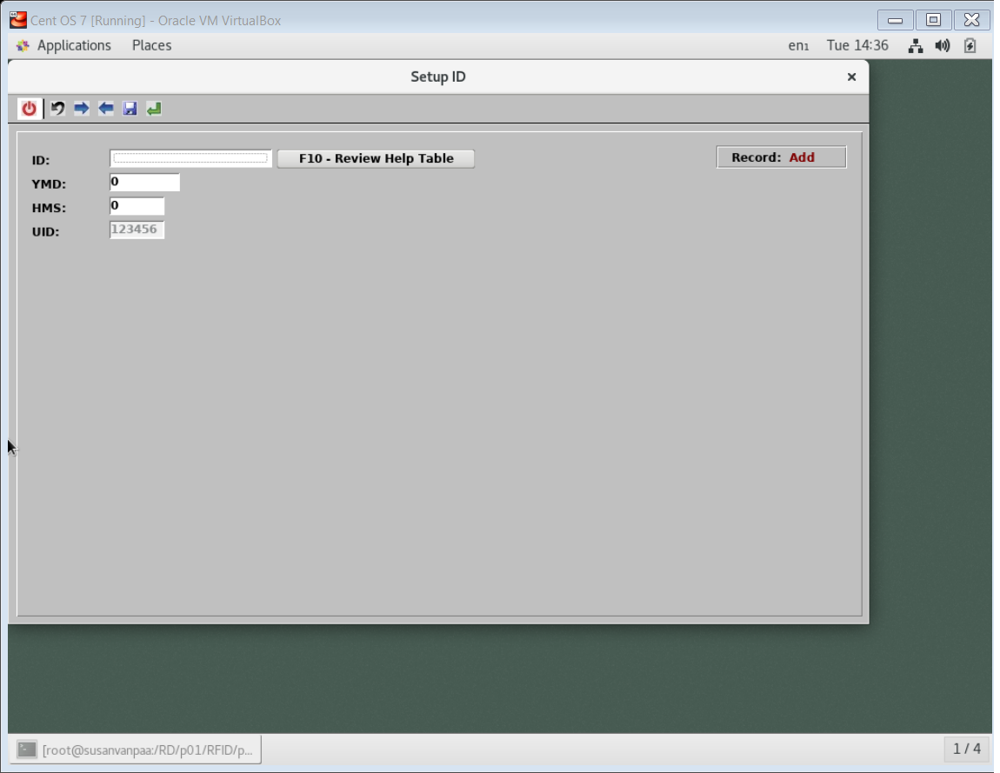 Cent OS 7 [Running] - Oracle VM VirtualBox
Applications Places en1 Tue 14:36
Setup ID
ID: F10 - Review Help Table Record: Add
YMD: 0
HMS: 0
UID: 123456
[root@susanvanpaa:/RD/p01/RFID/p... 1 / 4